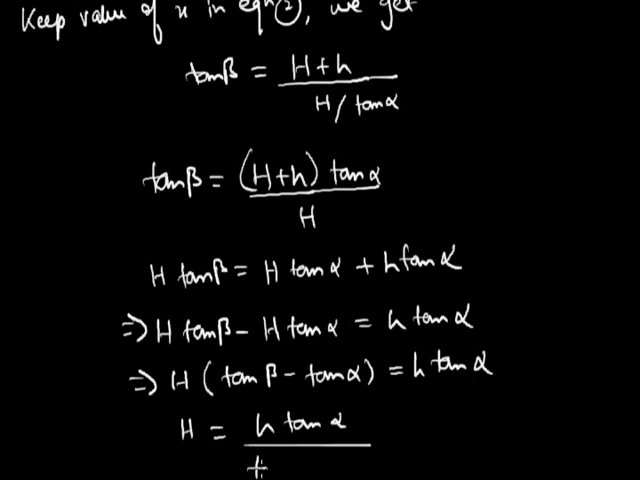 Keep value of x in eqn ②, we get
tanβ = H+h / H/tanα
tanβ = (H+h) tanα / H
H tanβ = H tanα + h tanα
⇒ H tanβ - H tanα = h tanα
⇒ H ( tanβ - tanα ) = h tanα
H = h tanα
t